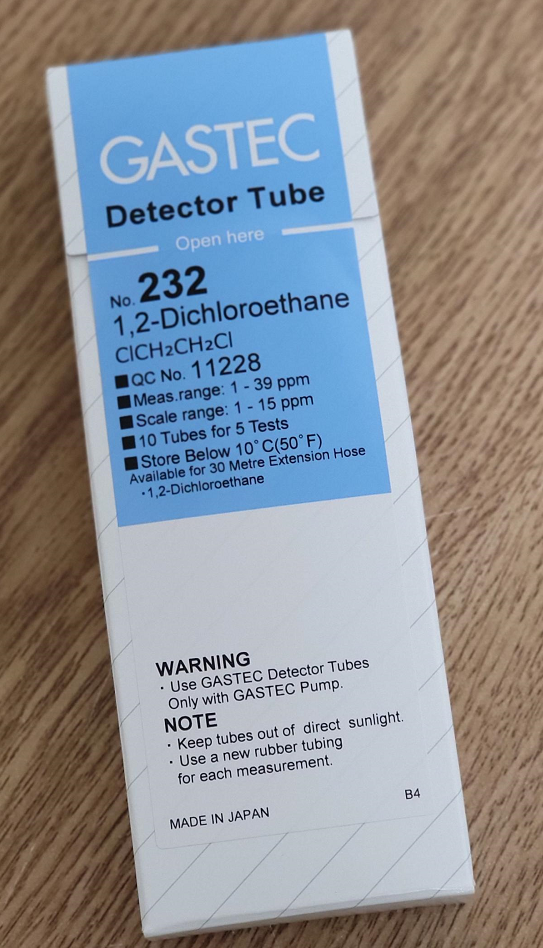 GASTEC
Detector Tube
Open here
No. 232
1,2-Dichloroethane
ClCH₂CH₂Cl
■QC No. 11228
■Meas.range: 1 - 39 ppm
■Scale range: 1 - 15 ppm
■10 Tubes for 5 Tests
■Store Below 10°C(50°F)
Available for 30 Metre Extension Hose
・1,2-Dichloroethane
WARNING
・Use GASTEC Detector Tubes
Only with GASTEC Pump.
NOTE
・Keep tubes out of direct sunlight.
・Use a new rubber tubing
for each measurement.
B4
MADE IN JAPAN